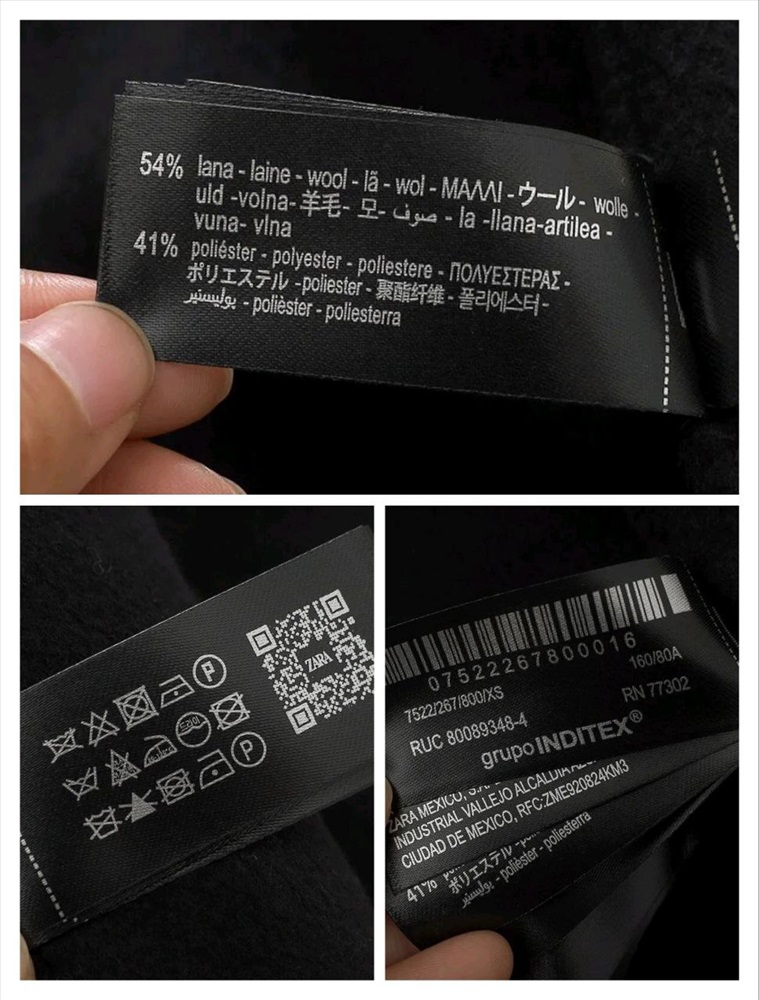 54% lana - laine - wool - lã - wol - ΜΑΛΛΙ - ウール - wolle -
uld -volna- 羊毛- 모- صوف - la -llana-artilea -
vuna- vlna
41% poliéster - polyester - poliestere - ΠΟΛΥΕΣΤΕΡΑΣ -
ポリエステル -poliester - 聚酯纤维 - 폴리에스터-
بوليستير - polièster - poliesterra
P
ZARA
P
07522267800016
7522/267/800/XS
160/80A
RUC 80089348-4
RN 77302
grupo INDITEX®
ZARA MEXICO, S.A.
INDUSTRIAL VALLEJO ALCALDIA
CIUDAD DE MEXICO, RFC:ZME920824KM3
41%
ポリエステル - poliester
بوليستير - polièster - poliesterra